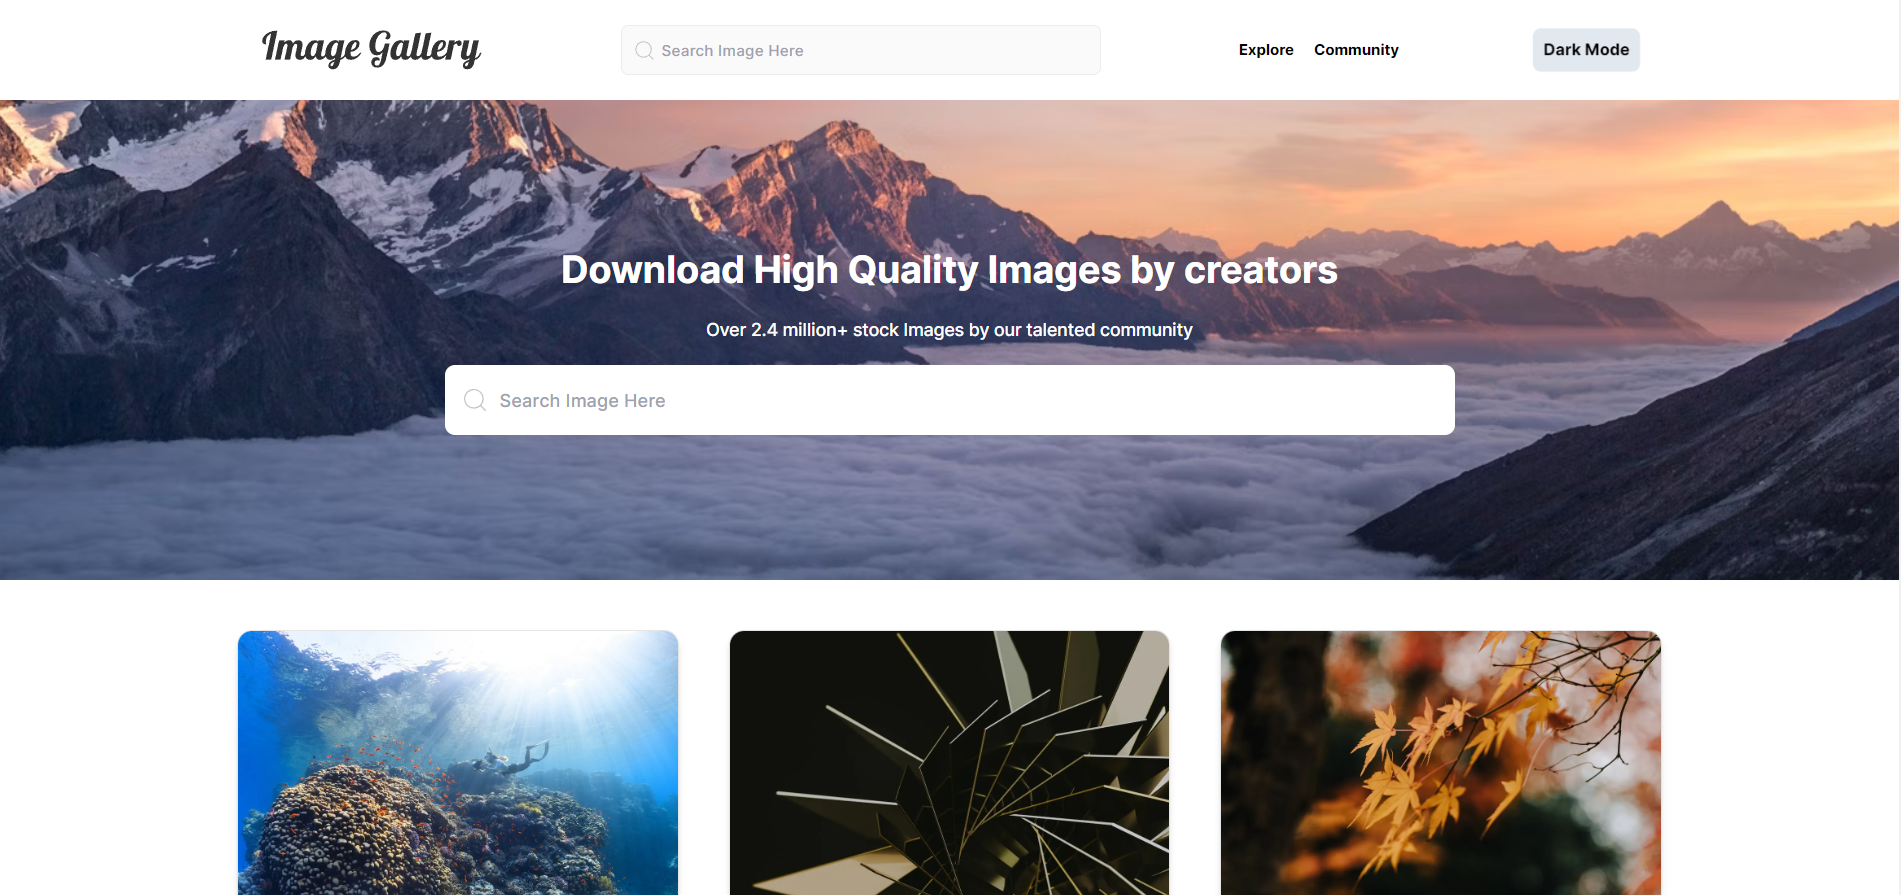 Image Gallery
Search Image Here
Explore
Community
Dark Mode
Download High Quality Images by creators
Over 2.4 million+ stock Images by our talented community
Search Image Here